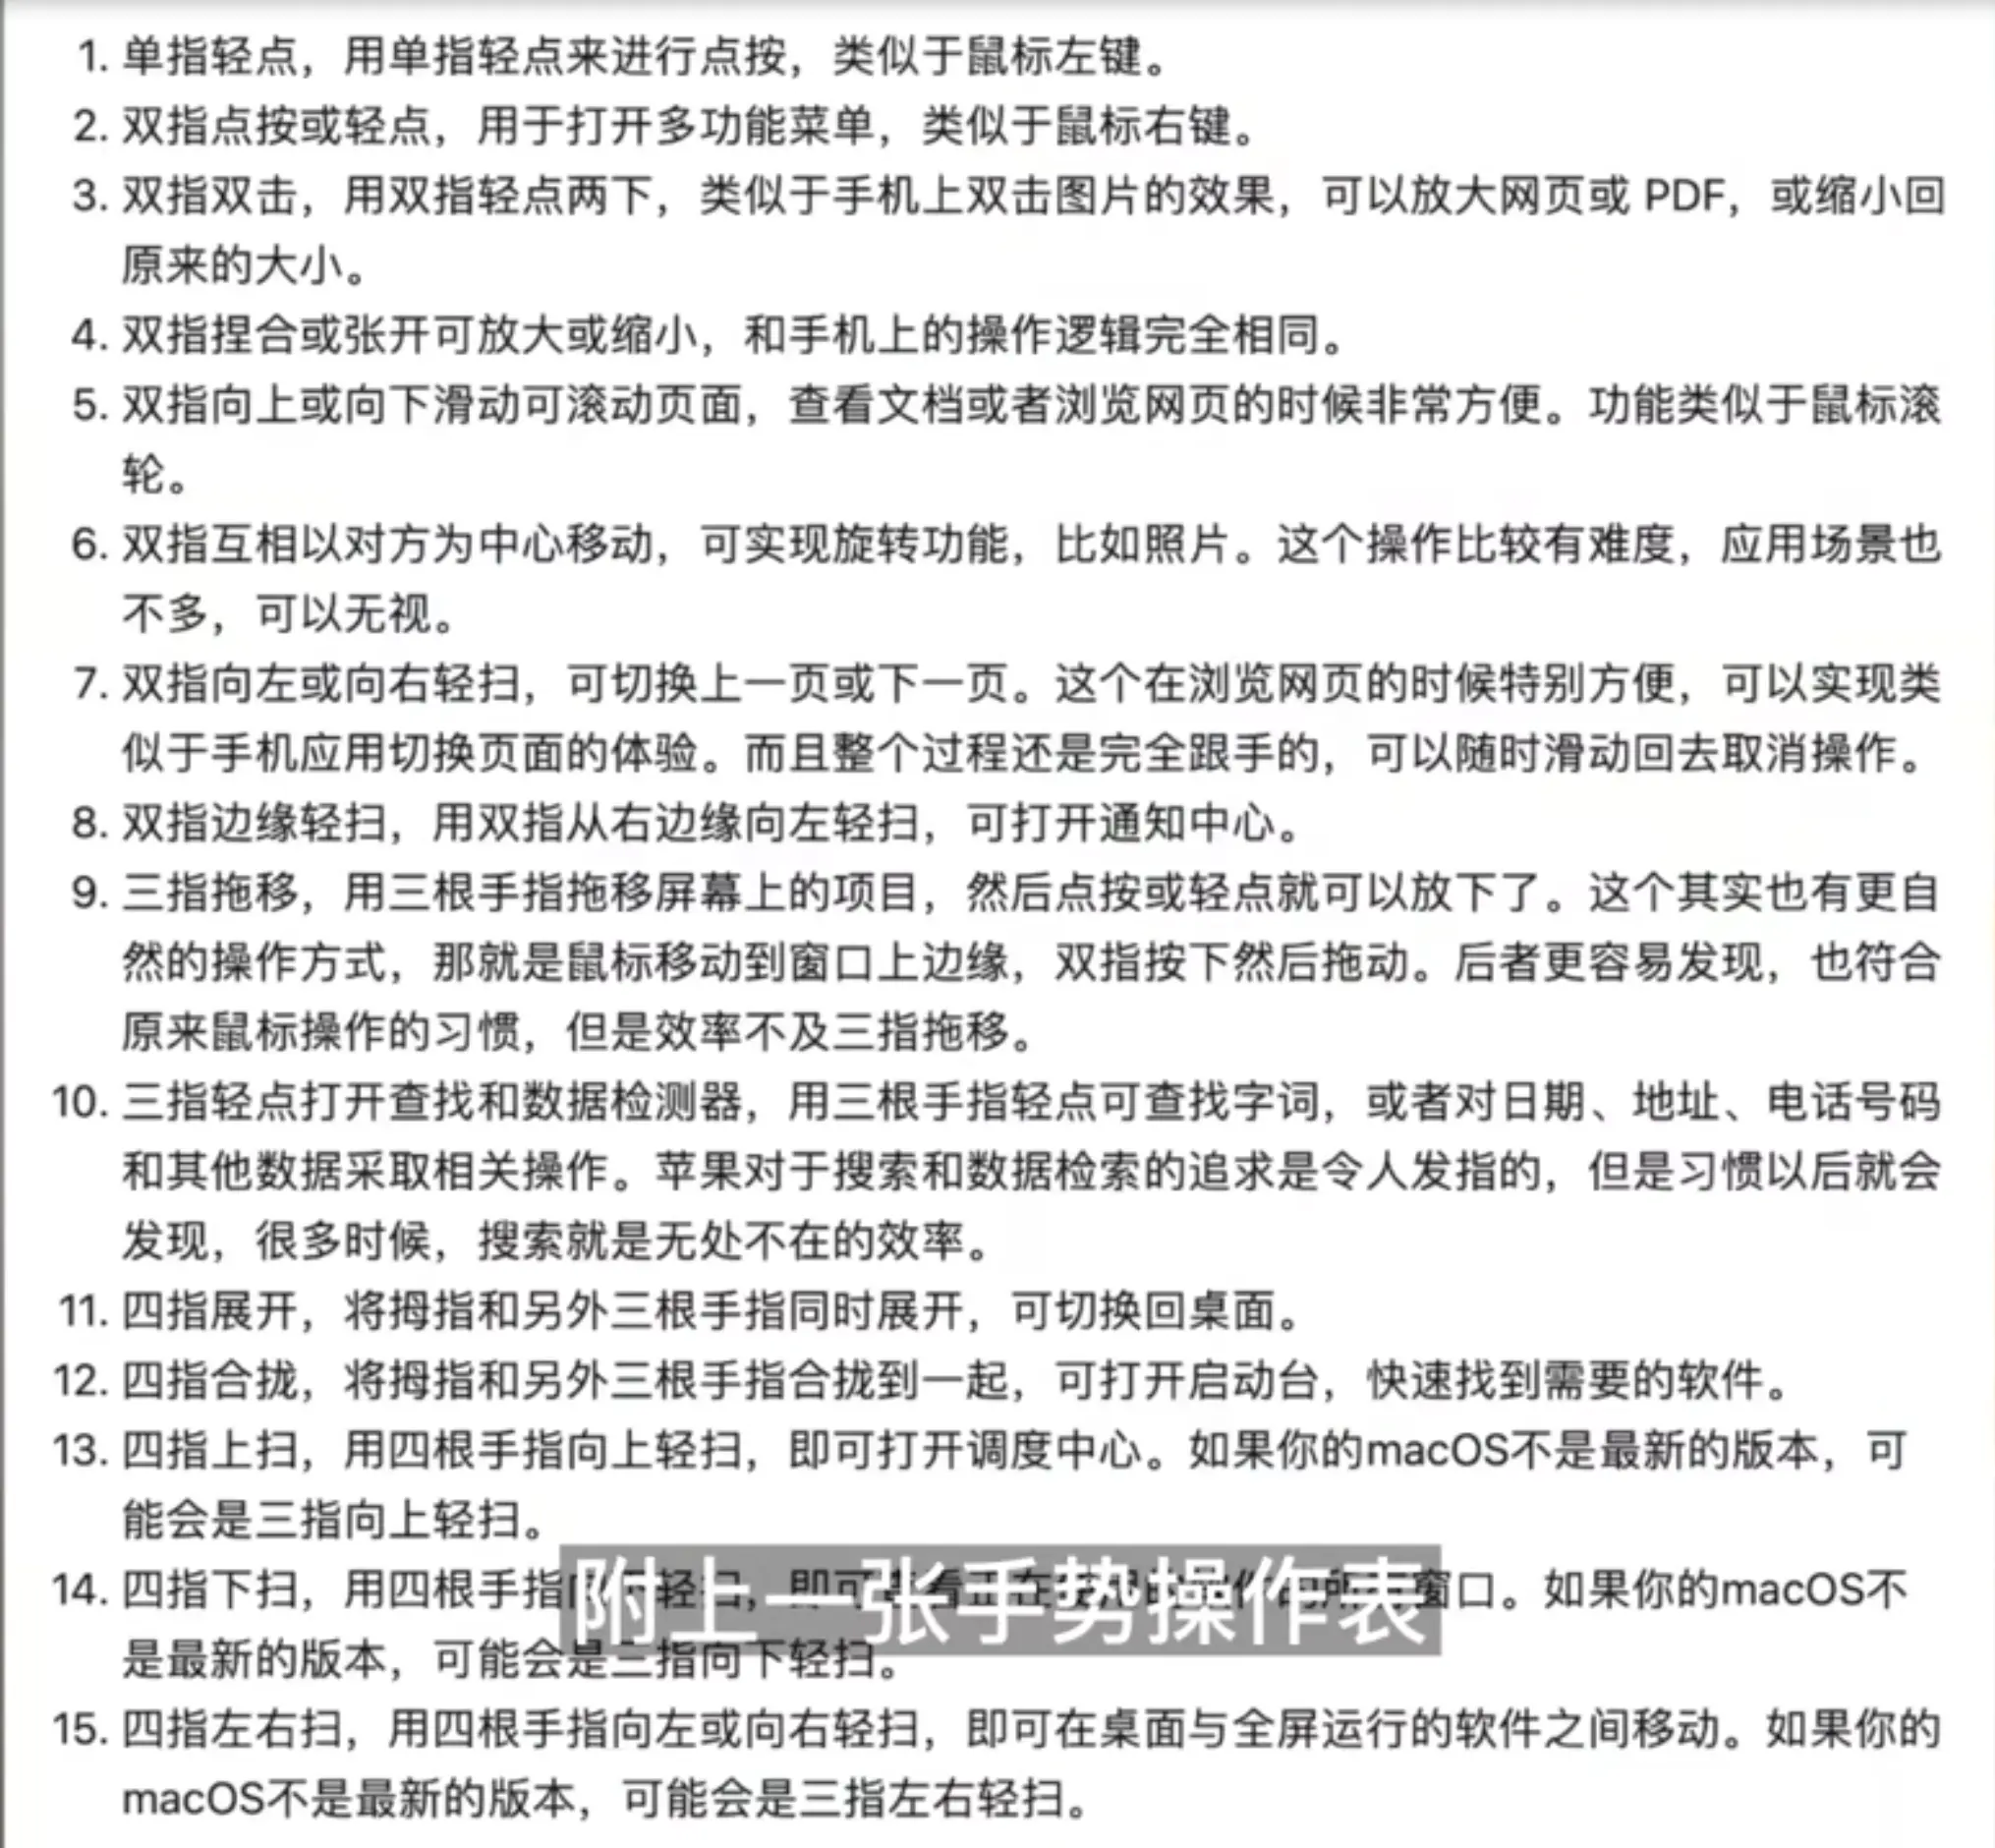 1. 单指轻点，用单指轻点来进行点按，类似于鼠标左键。
2. 双指点按或轻点，用于打开多功能菜单，类似于鼠标右键。
3. 双指双击，用双指轻点两下，类似于手机上双击图片的效果，可以放大网页或 PDF，或缩小回
原来的大小。
4. 双指捏合或张开可放大或缩小，和手机上的操作逻辑完全相同。
5. 双指向上或向下滑动可滚动页面，查看文档或者浏览网页的时候非常方便。功能类似于鼠标滚
轮。
6. 双指互相以对方为中心移动，可实现旋转功能，比如照片。这个操作比较有难度，应用场景也
不多，可以无视。
7. 双指向左或向右轻扫，可切换上一页或下一页。这个在浏览网页的时候特别方便，可以实现类
似于手机应用切换页面的体验。而且整个过程还是完全跟手的，可以随时滑动回去取消操作。
8. 双指边缘轻扫，用双指从右边缘向左轻扫，可打开通知中心。
9. 三指拖移，用三根手指拖移屏幕上的项目，然后点按或轻点就可以放下了。这个其实也有更自
然的操作方式，那就是鼠标移动到窗口上边缘，双指按下然后拖动。后者更容易发现，也符合
原来鼠标操作的习惯，但是效率不及三指拖移。
10. 三指轻点打开查找和数据检测器，用三根手指轻点可查找字词，或者对日期、地址、电话号码
和其他数据采取相关操作。苹果对于搜索和数据检索的追求是令人发指的，但是习惯以后就会
发现，很多时候，搜索就是无处不在的效率。
11. 四指展开，将拇指和另外三根手指同时展开，可切换回桌面。
12. 四指合拢，将拇指和另外三根手指合拢到一起，可打开启动台，快速找到需要的软件。
13. 四指上扫，用四根手指向上轻扫，即可打开调度中心。如果你的macOS不是最新的版本，可
能会是三指向上轻扫。
14. 四指下扫，用四根手指 轻扫，即可 看 在 窗口。如果你的macOS不
附上一张手势操作表
是最新的版本，可能会是三指向下轻扫。
15. 四指左右扫，用四根手指向左或向右轻扫，即可在桌面与全屏运行的软件之间移动。如果你的
macOS不是最新的版本，可能会是三指左右轻扫。